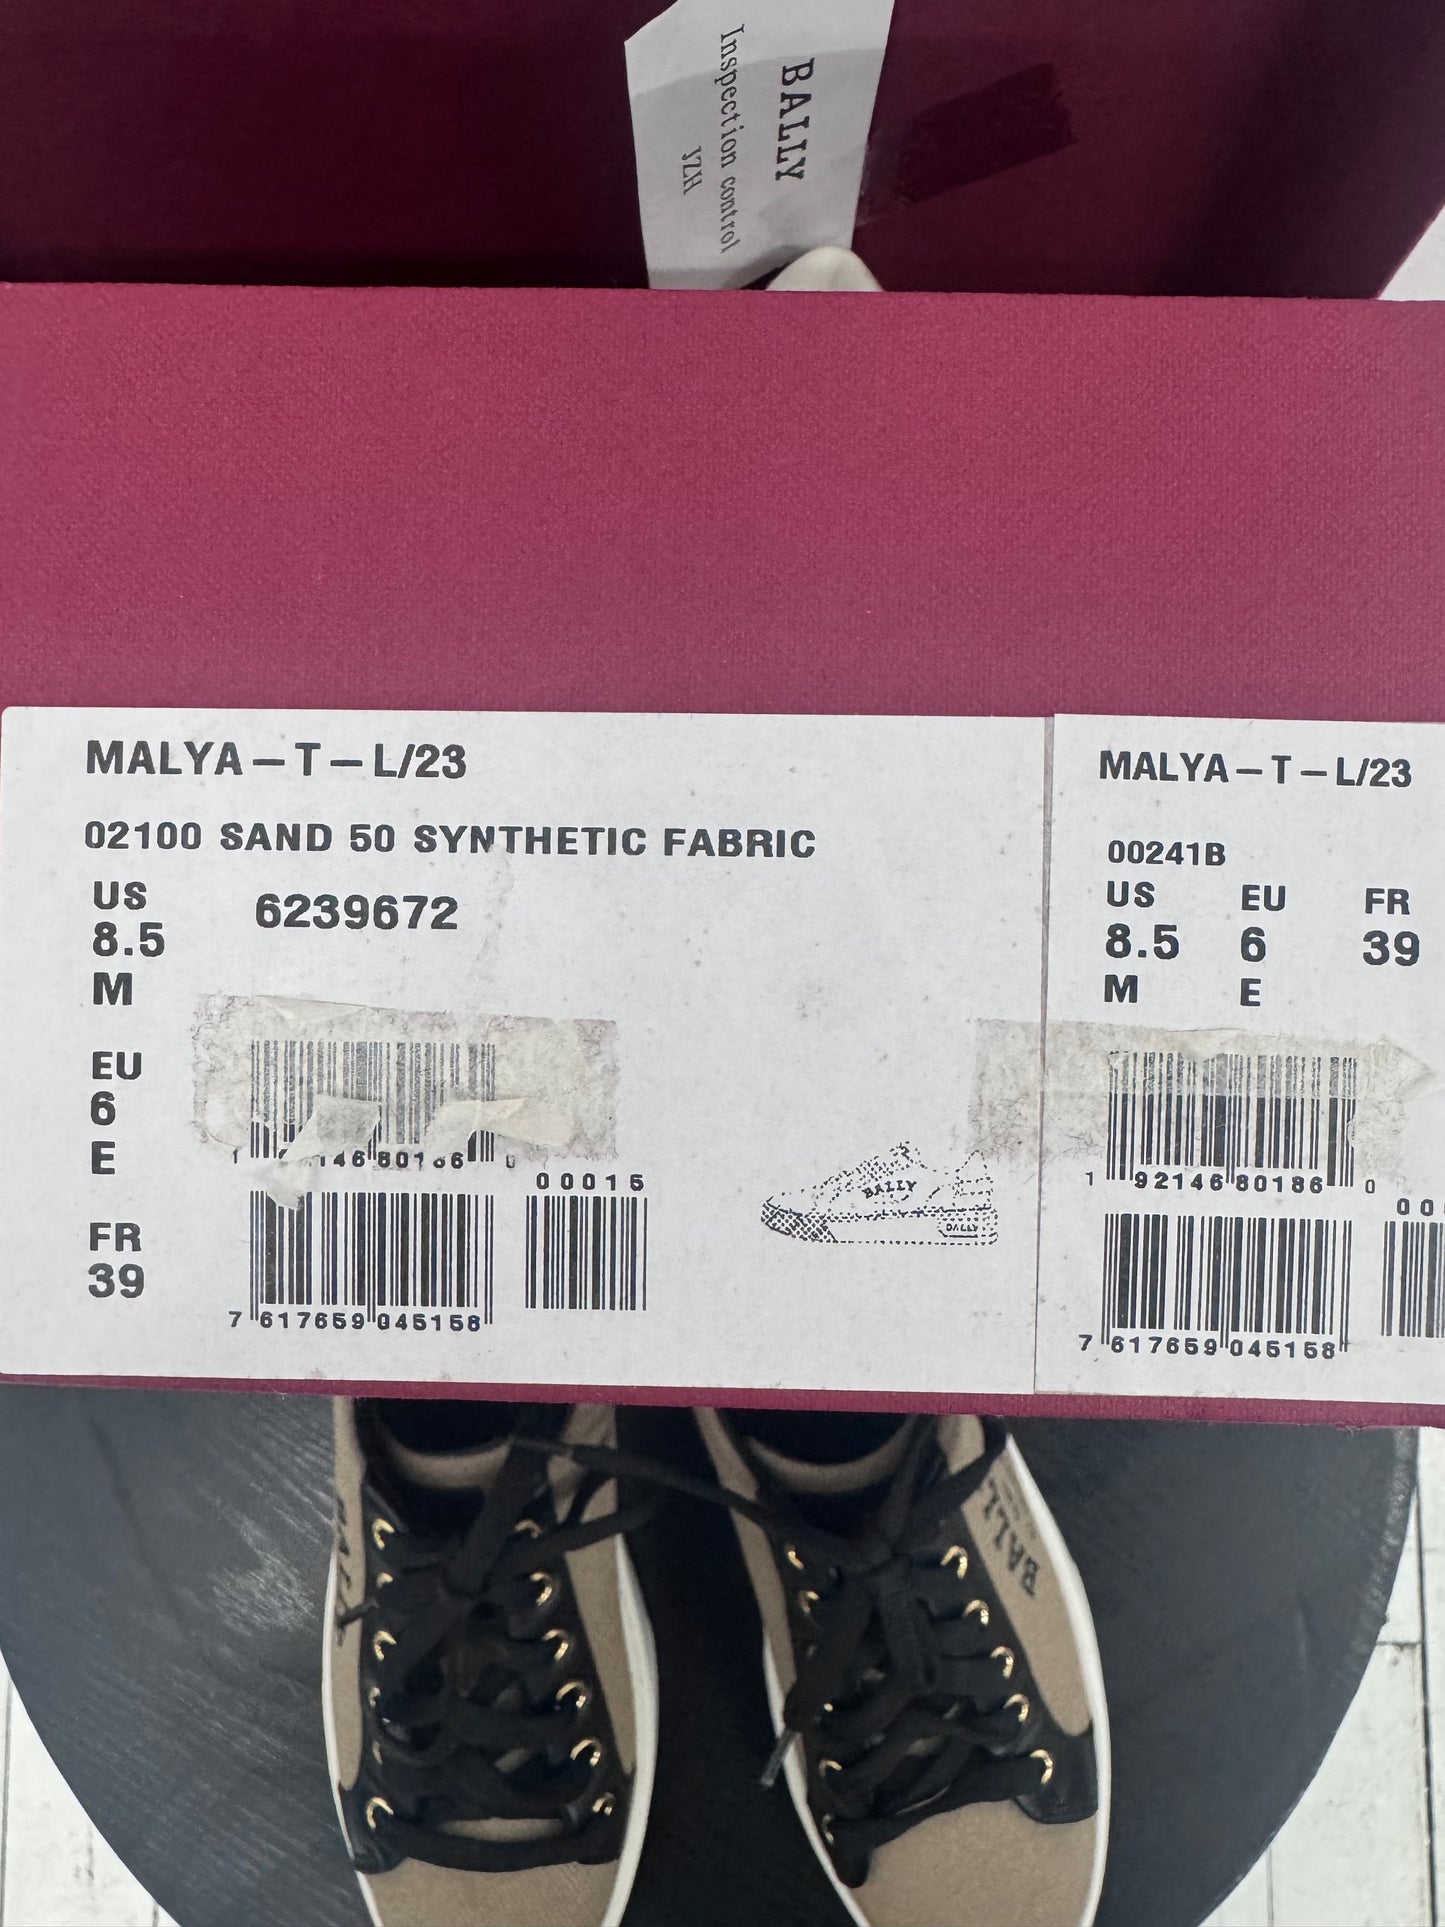 BALLY
Inspection control
YZH
MALYA-T-L/23
02100 SAND 50 SYNTHETIC FABRIC
US
8.5
M
6239672
EU
6
E
FR
39
00015
7 617659 045158
BALLY
MALYA-T-L/23
00241B
US EU FR
8.5 6 39
M E
1 92146 80186 0
7 617659 045158
BALLY